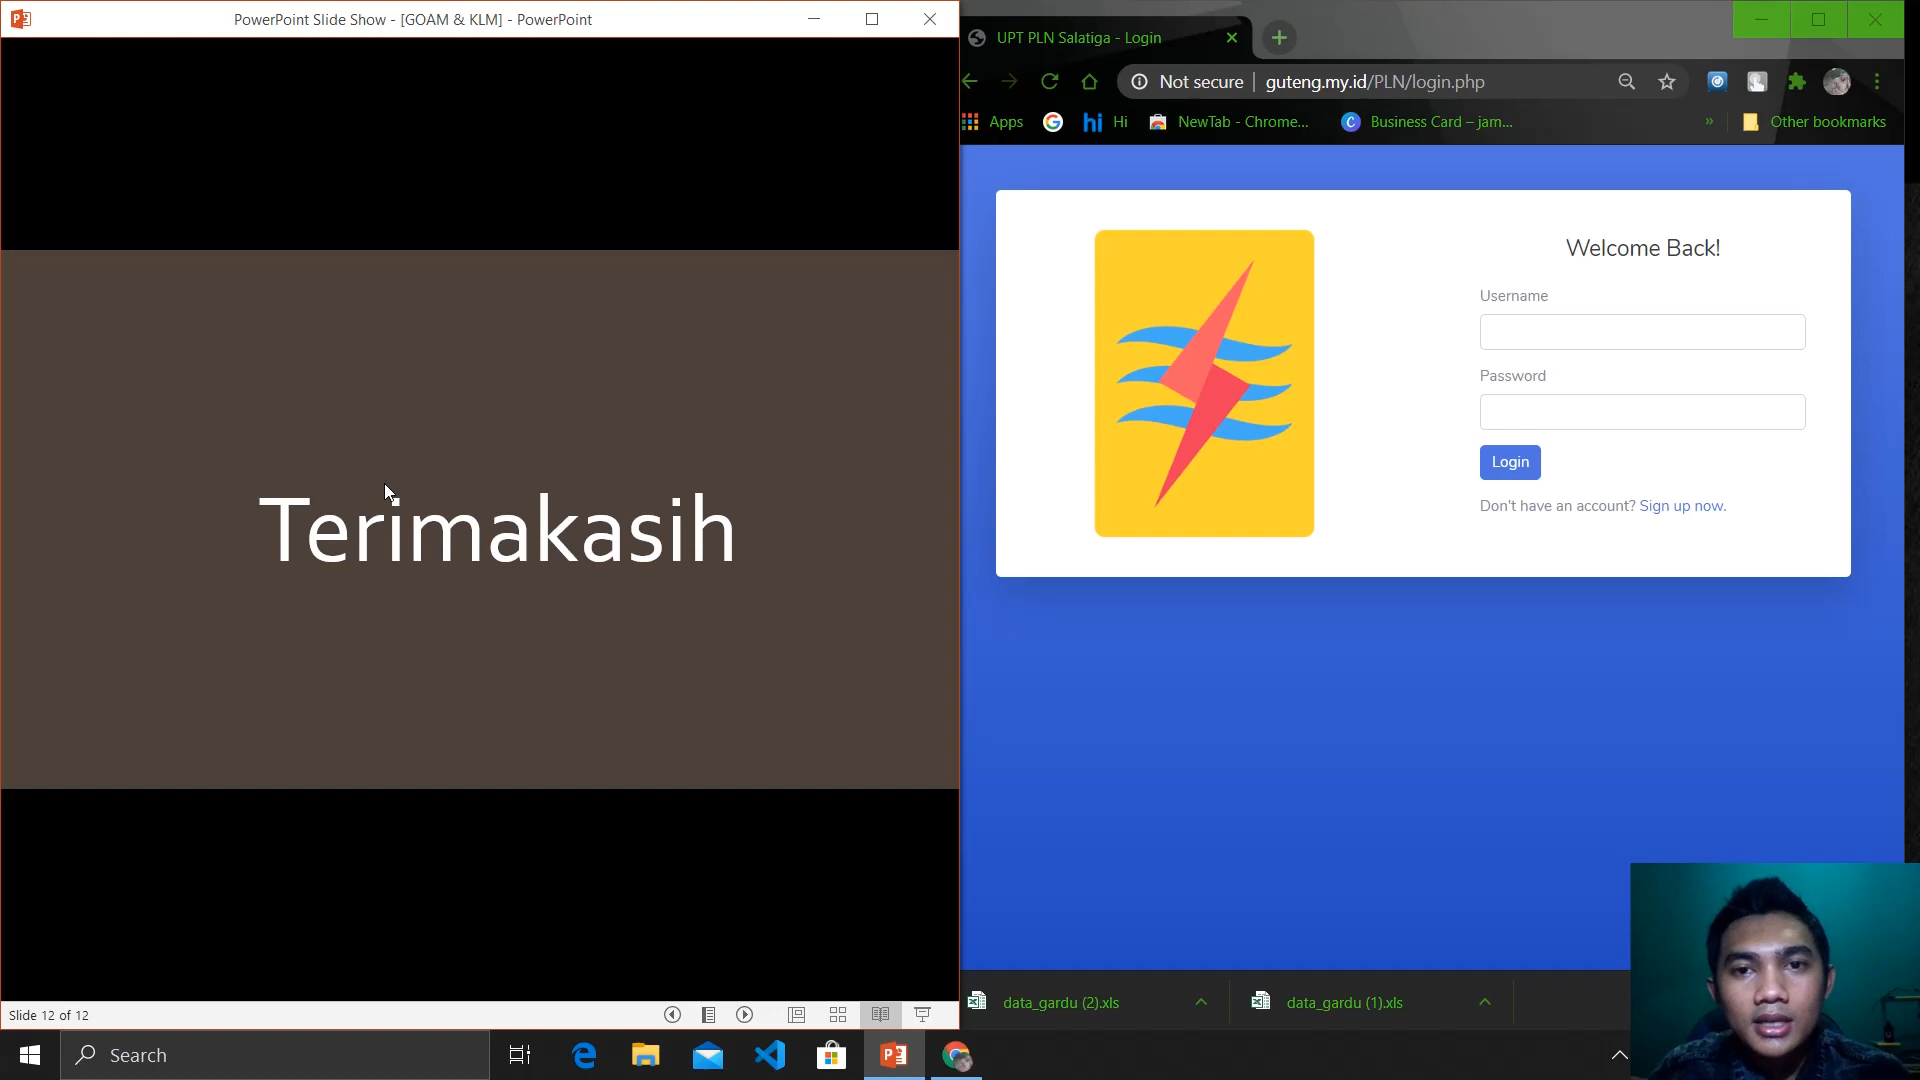 PowerPoint Slide Show - [GOAM & KLM] - PowerPoint
Terimakasih
Slide 12 of 12
UPT PLN Salatiga - Login
Not secure | guteng.my.id/PLN/login.php
Apps
Hi
NewTab - Chrome...
Business Card – jam...
»
Other bookmarks
Welcome Back!
Username
Password
Login
Don't have an account? Sign up now.
data_gardu (2).xls
data_gardu (1).xls
Search